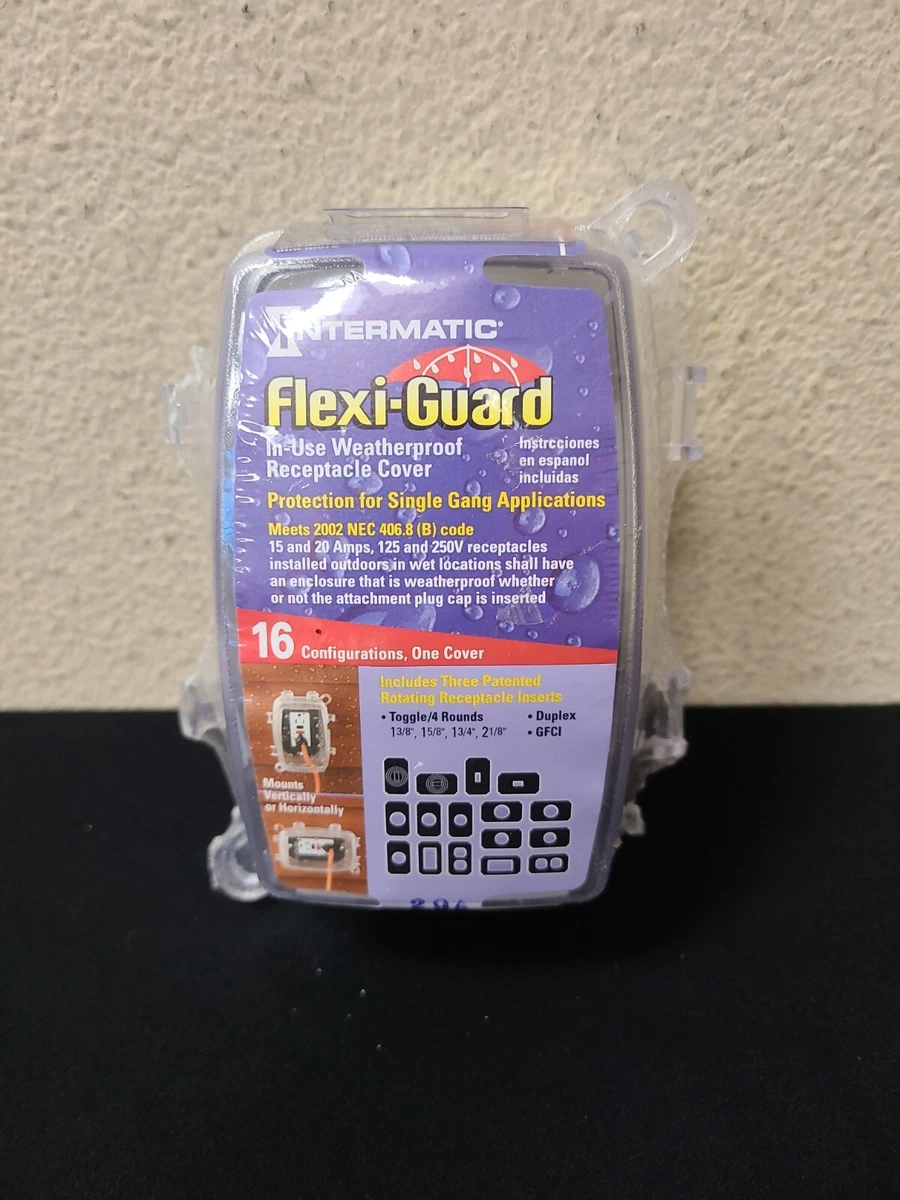 INTERMATIC®
Flexi-Guard
In-Use Weatherproof
Receptacle Cover
Instrcciones
en espanol
incluidas
Protection for Single Gang Applications
Meets 2002 NEC 406.8 (B) code
15 and 20 Amps, 125 and 250V receptacles
installed outdoors in wet locations shall have
an enclosure that is weatherproof whether
or not the attachment plug cap is inserted
16 Configurations, One Cover
Includes Three Patented
Rotating Receptacle Inserts
• Toggle/4 Rounds
1 3/8", 1 5/8", 1 3/4", 2 1/8"
• Duplex
• GFCI
Mounts
Vertically
or Horizontally